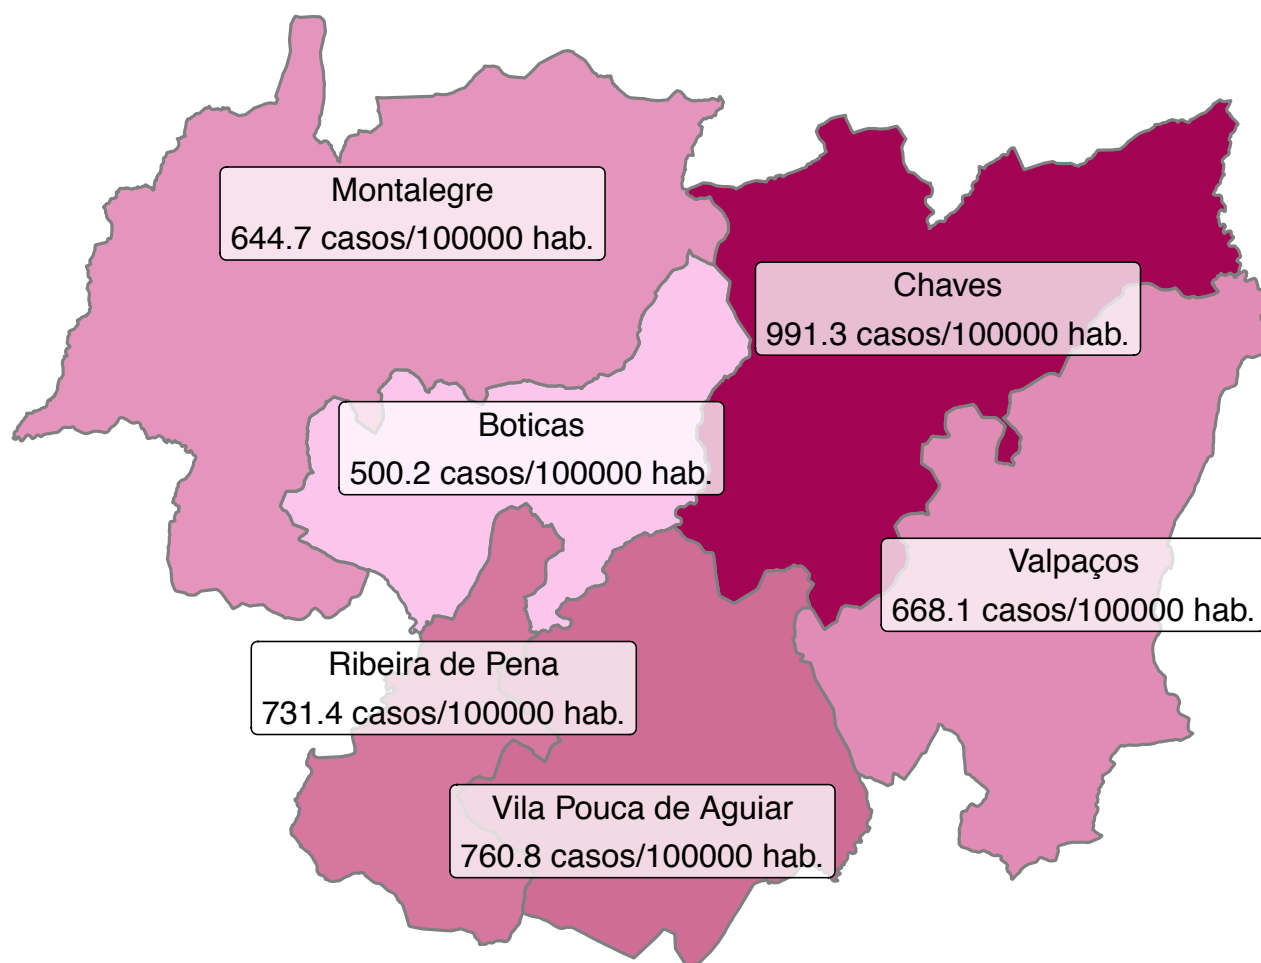 Montalegre
644.7 casos/100000 hab.
Chaves
991.3 casos/100000 hab.
Boticas
500.2 casos/100000 hab.
Valpaços
668.1 casos/100000 hab.
Ribeira de Pena
731.4 casos/100000 hab.
Vila Pouca de Aguiar
760.8 casos/100000 hab.